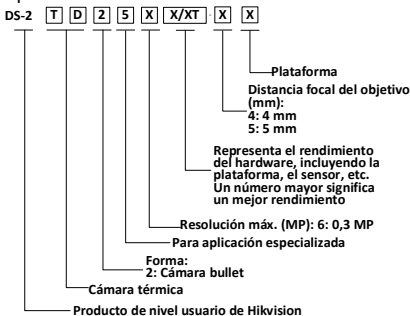 DS-2 T D 2 5 X X/XT - X X
Plataforma
Distancia focal del objetivo
(mm):
4: 4 mm
5: 5 mm
Representa el rendimiento
del hardware, incluyendo la
plataforma, el sensor, etc.
Un número mayor significa
un mejor rendimiento
Resolución máx. (MP): 6: 0,3 MP
Para aplicación especializada
Forma:
2: Cámara bullet
Cámara térmica
Producto de nivel usuario de Hikvision